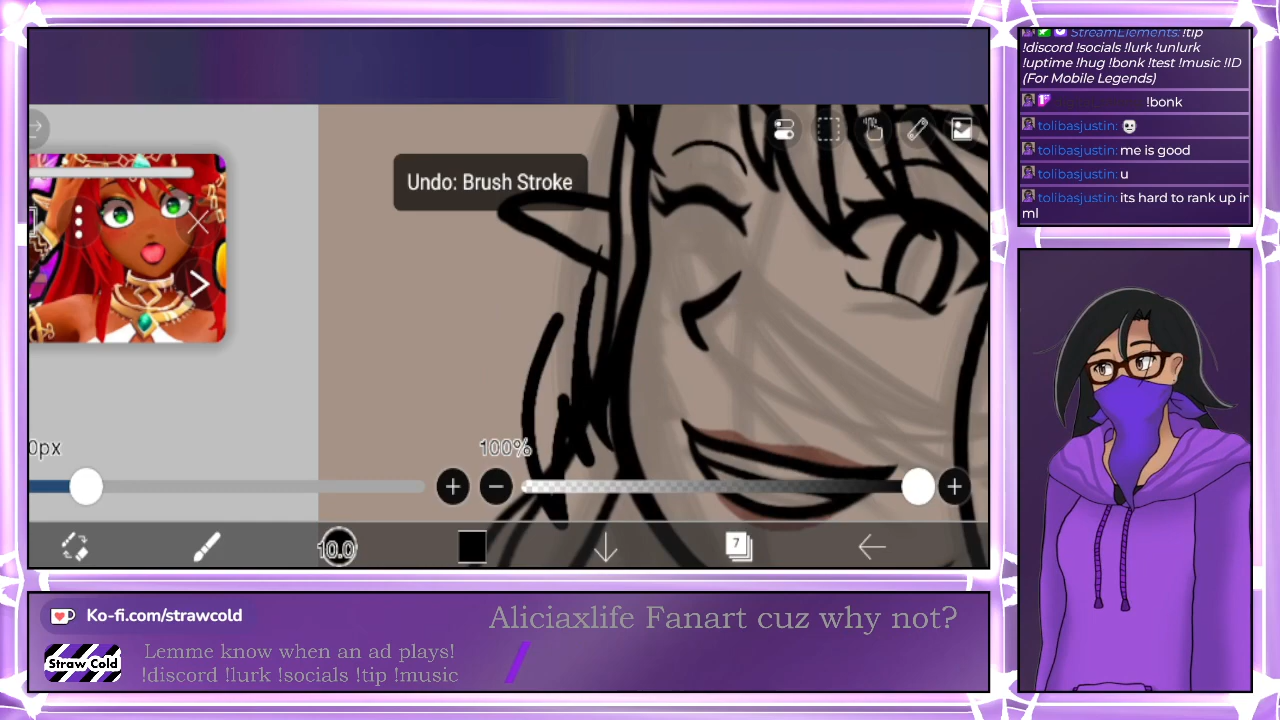 StreamElements: !tip
!discord !socials !lurk !unlurk
!uptime !hug !bonk !test !music !ID
(For Mobile Legends)
!bonk
tolibasjustin:
tolibasjustin: me is good
tolibasjustin: u
tolibasjustin: its hard to rank up in
ml
Undo: Brush Stroke
0px
100%
10.0
7
Ko-fi.com/strawcold
Aliciaxlife Fanart cuz why not?
Straw Cold
Lemme know when an ad plays!
!discord !lurk !socials !tip !music